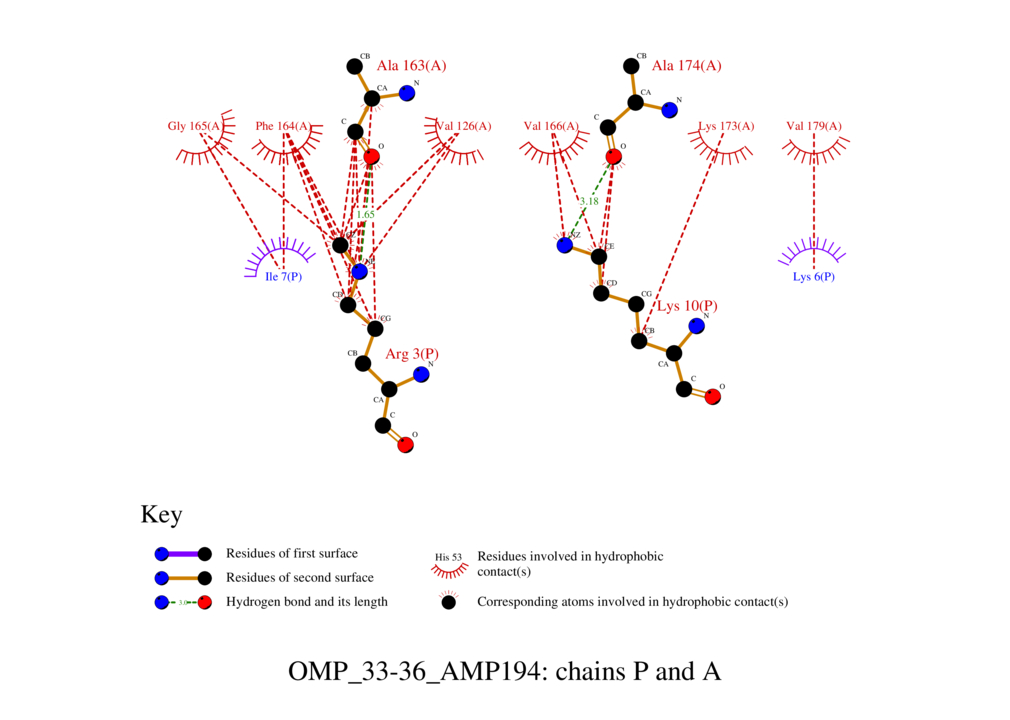 CB
CB
Ala 163(A)
Ala 174(A)
N
CA
CA
N
C
C
Gly 165(A)
Phe 164(A)
Val 126(A)
Val 166(A)
Lys 173(A)
Val 179(A)
O
O
3.18
1.65
NZ
CE
Ile 7(P)
Lys 6(P)
CD
CG
Lys 10(P)
CG
N
CB
CB
Arg 3(P)
CA
N
C
O
CA
C
O
Key
Residues of first surface
Residues of second surface
3.0
Hydrogen bond and its length
His 53
Residues involved in hydrophobic
contact(s)
Corresponding atoms involved in hydrophobic contact(s)
OMP_33-36_AMP194: chains P and A